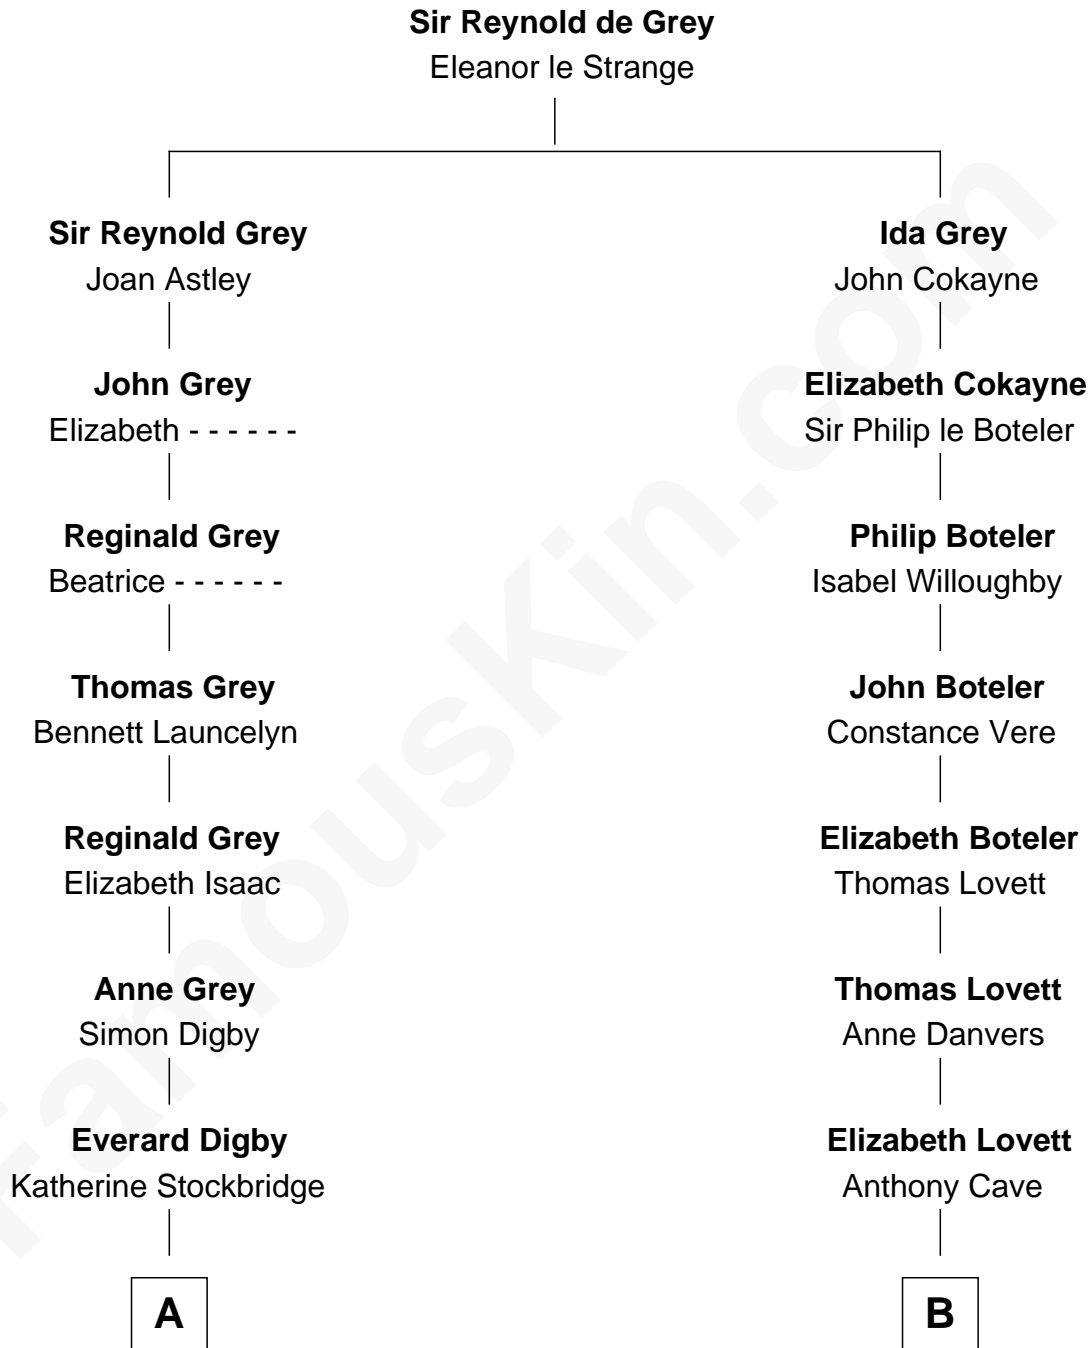 Sir Reynold de Grey
Eleanor le Strange
Sir Reynold Grey
Joan Astley
Ida Grey
John Cokayne
John Grey
Elizabeth - - - - - -
Elizabeth Cokayne
Sir Philip le Boteler
Reginald Grey
Beatrice - - - - - -
Philip Boteler
Isabel Willoughby
Thomas Grey
Bennett Launcelyn
John Boteler
Constance Vere
Reginald Grey
Elizabeth Isaac
Elizabeth Boteler
Thomas Lovett
Anne Grey
Simon Digby
Thomas Lovett
Anne Danvers
Everard Digby
Katherine Stockbridge
Elizabeth Lovett
Anthony Cave
A
B
FamousKin.com